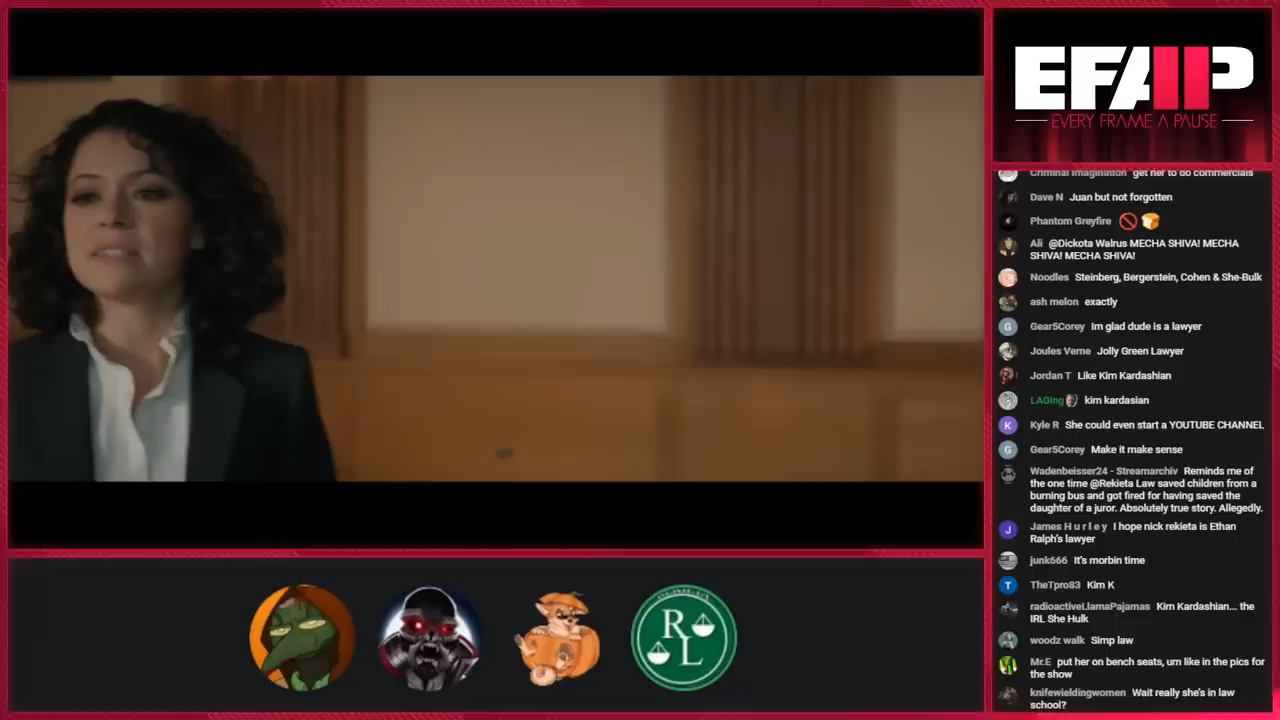 EFAP
EVERY FRAME A PAUSE
Criminal Imagination get her to do commercials
Dave N Juan but not forgotten
Phantom Greyfire 🚫 🍞
Ali @Dickota Walrus MECHA SHIVA! MECHA
SHIVA! MECHA SHIVA!
Noodles Steinberg, Bergerstein, Cohen & She-Bulk
ash melon exactly
G Gear5Corey Im glad dude is a lawyer
Joules Verne Jolly Green Lawyer
Jordan T Like Kim Kardashian
LAGing kim kardasian
K Kyle R She could even start a YOUTUBE CHANNEL
G Gear5Corey Make it make sense
Wadenbeisser24 - Streamarchiv Reminds me of
the one time @Rekieta Law saved children from a
burning bus and got fired for having saved the
daughter of a juror. Absolutely true story. Allegedly.
J James H u r l e y I hope nick rekieta is Ethan
Ralph's lawyer
junk666 It's morbin time
T TheTpro83 Kim K
radioactiveLlamaPajamas Kim Kardashian... the
IRL She Hulk
woodz walk Simp law
Mr.E put her on bench seats, um like in the pics for
the show
knifewieldingwomen Wait really she's in law
school?
RL